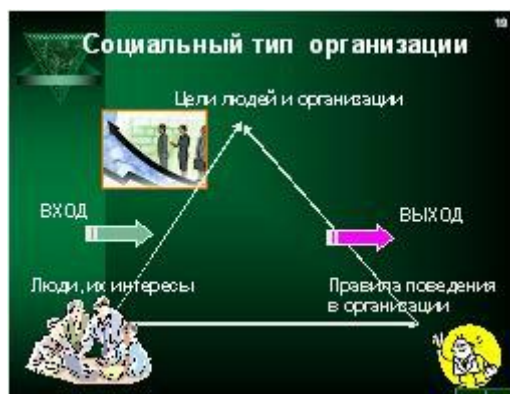 19
Социальный тип организации
Цели людей и организации
ВХОД
ВЫХОД
Люди, их интересы
Правила поведения
в организации